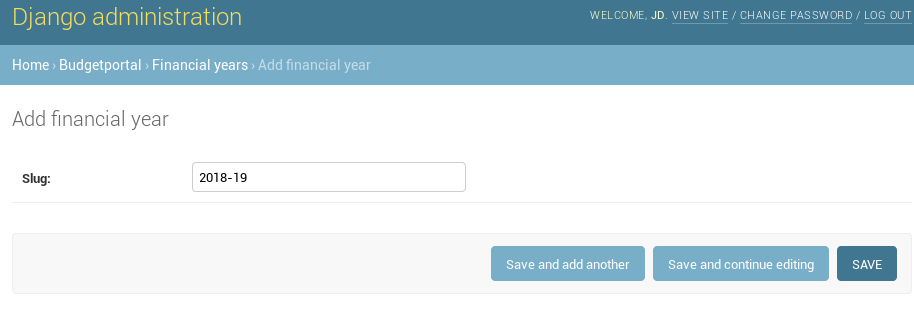 Django administration
WELCOME, JD. VIEW SITE / CHANGE PASSWORD / LOG OUT
Home › Budgetportal › Financial years › Add financial year
Add financial year
Slug: 2018-19
Save and add another Save and continue editing SAVE